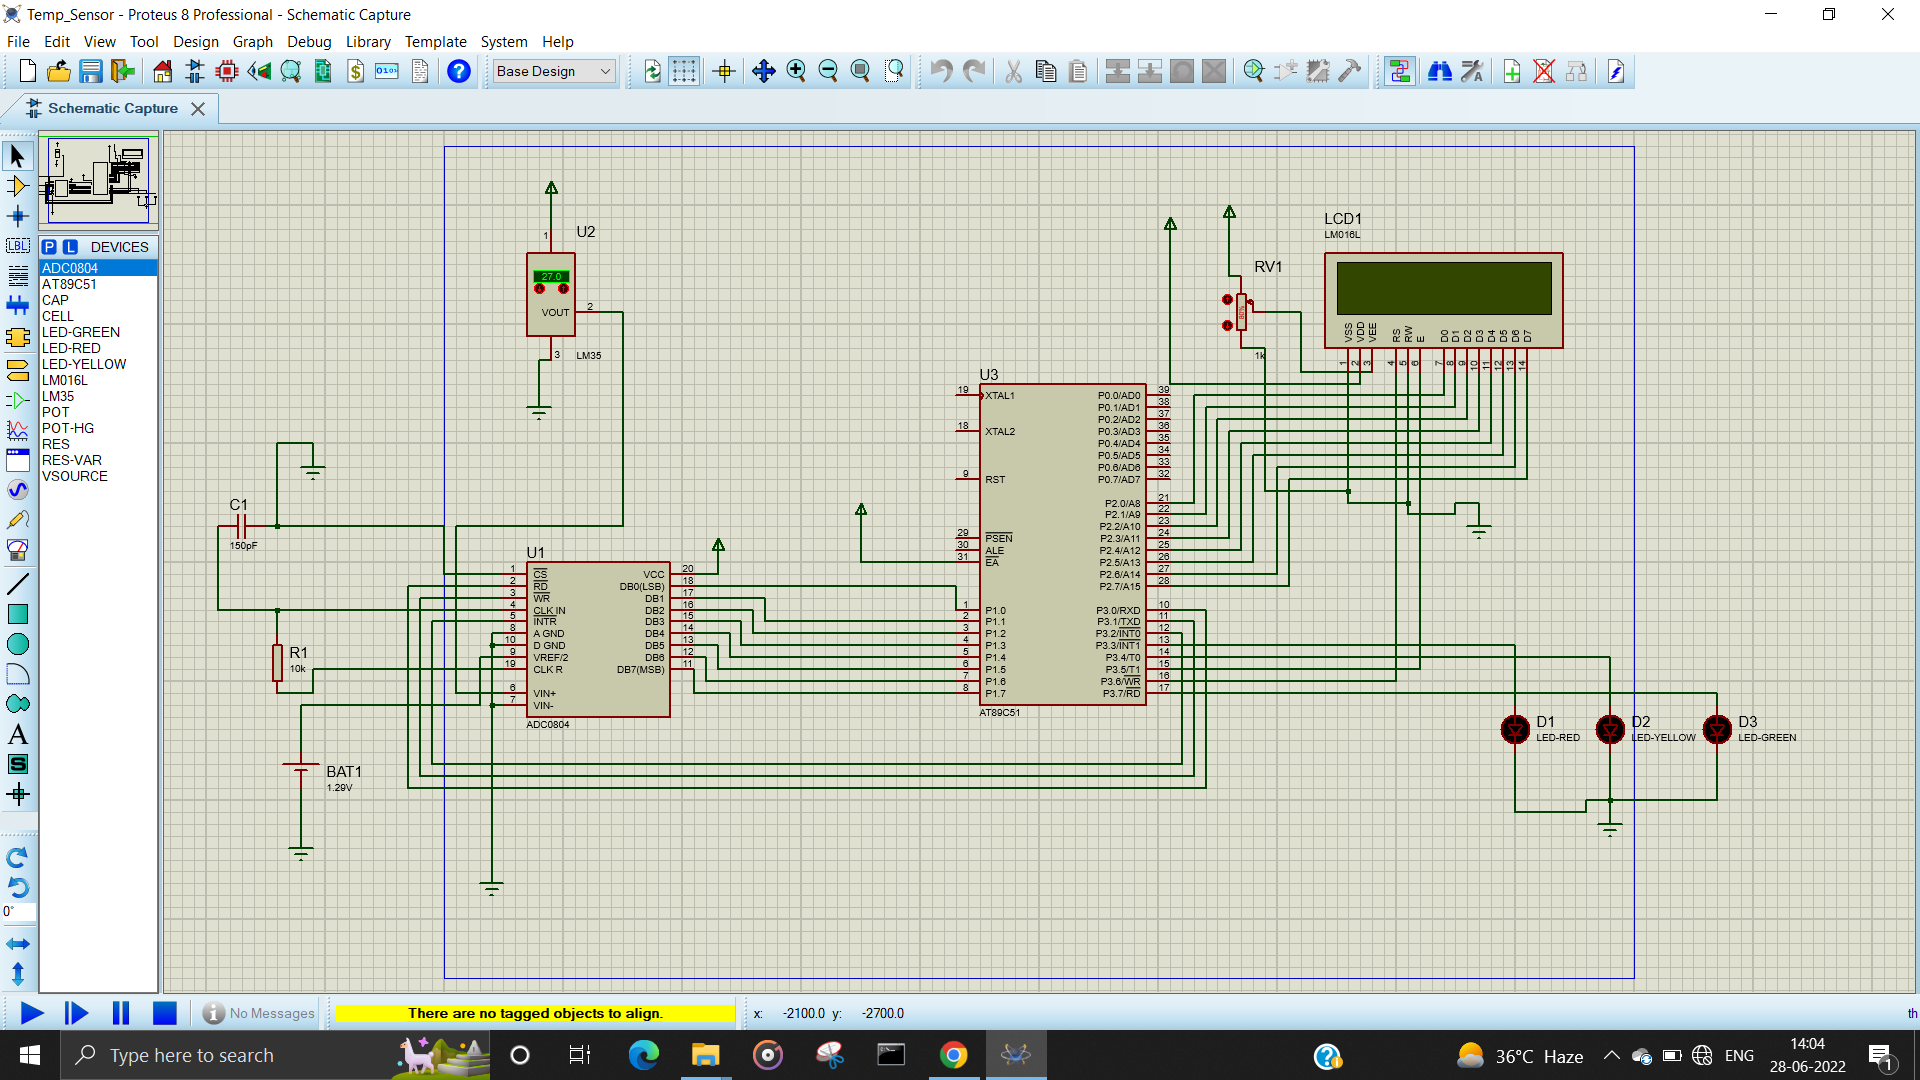 Temp_Sensor - Proteus 8 Professional - Schematic Capture
File Edit View Tool Design Graph Debug Library Template System Help
Base Design
Schematic Capture
P L DEVICES
ADC0804
AT89C51
CAP
CELL
LED-GREEN
LED-RED
LED-YELLOW
LM016L
LM35
POT
POT-HG
RES
RES-VAR
VSOURCE
LBL
A
S
0°
U2
1
27.0
2
VOUT
3
LM35
C1
150pF
R1
10k
BAT1
1.29V
U1
1 CS VCC 20
2 RD DB0(LSB) 18
3 WR DB1 17
4 CLK IN DB2 16
5 INTR DB3 15
8 A GND DB4 14
10 D GND DB5 13
9 VREF/2 DB6 12
19 CLK R DB7(MSB) 11
6 VIN+
7 VIN-
ADC0804
U3
19 XTAL1 P0.0/AD0 39
P0.1/AD1 38
P0.2/AD2 37
18 XTAL2 P0.3/AD3 36
P0.4/AD4 35
P0.5/AD5 34
P0.6/AD6 33
9 RST P0.7/AD7 32
P2.0/A8 21
P2.1/A9 22
P2.2/A10 23
29 PSEN P2.3/A11 24
30 ALE P2.4/A12 25
31 EA P2.5/A13 26
P2.6/A14 27
P2.7/A15 28
1 P1.0 P3.0/RXD 10
2 P1.1 P3.1/TXD 11
3 P1.2 P3.2/INT0 12
4 P1.3 P3.3/INT1 13
5 P1.4 P3.4/T0 14
6 P1.5 P3.5/T1 15
7 P1.6 P3.6/WR 16
8 P1.7 P3.7/RD 17
AT89C51
RV1
1k
LCD1
LM016L
VSS VDD VEE RS RW E D0 D1 D2 D3 D4 D5 D6 D7
1 2 3 4 5 6 7 8 9 10 11 12 13 14
D1
LED-RED
D2
LED-YELLOW
D3
LED-GREEN
No Messages
There are no tagged objects to align.
x: -2100.0 y: -2700.0
th
Type here to search
36°C Haze
ENG
14:04
28-06-2022
1